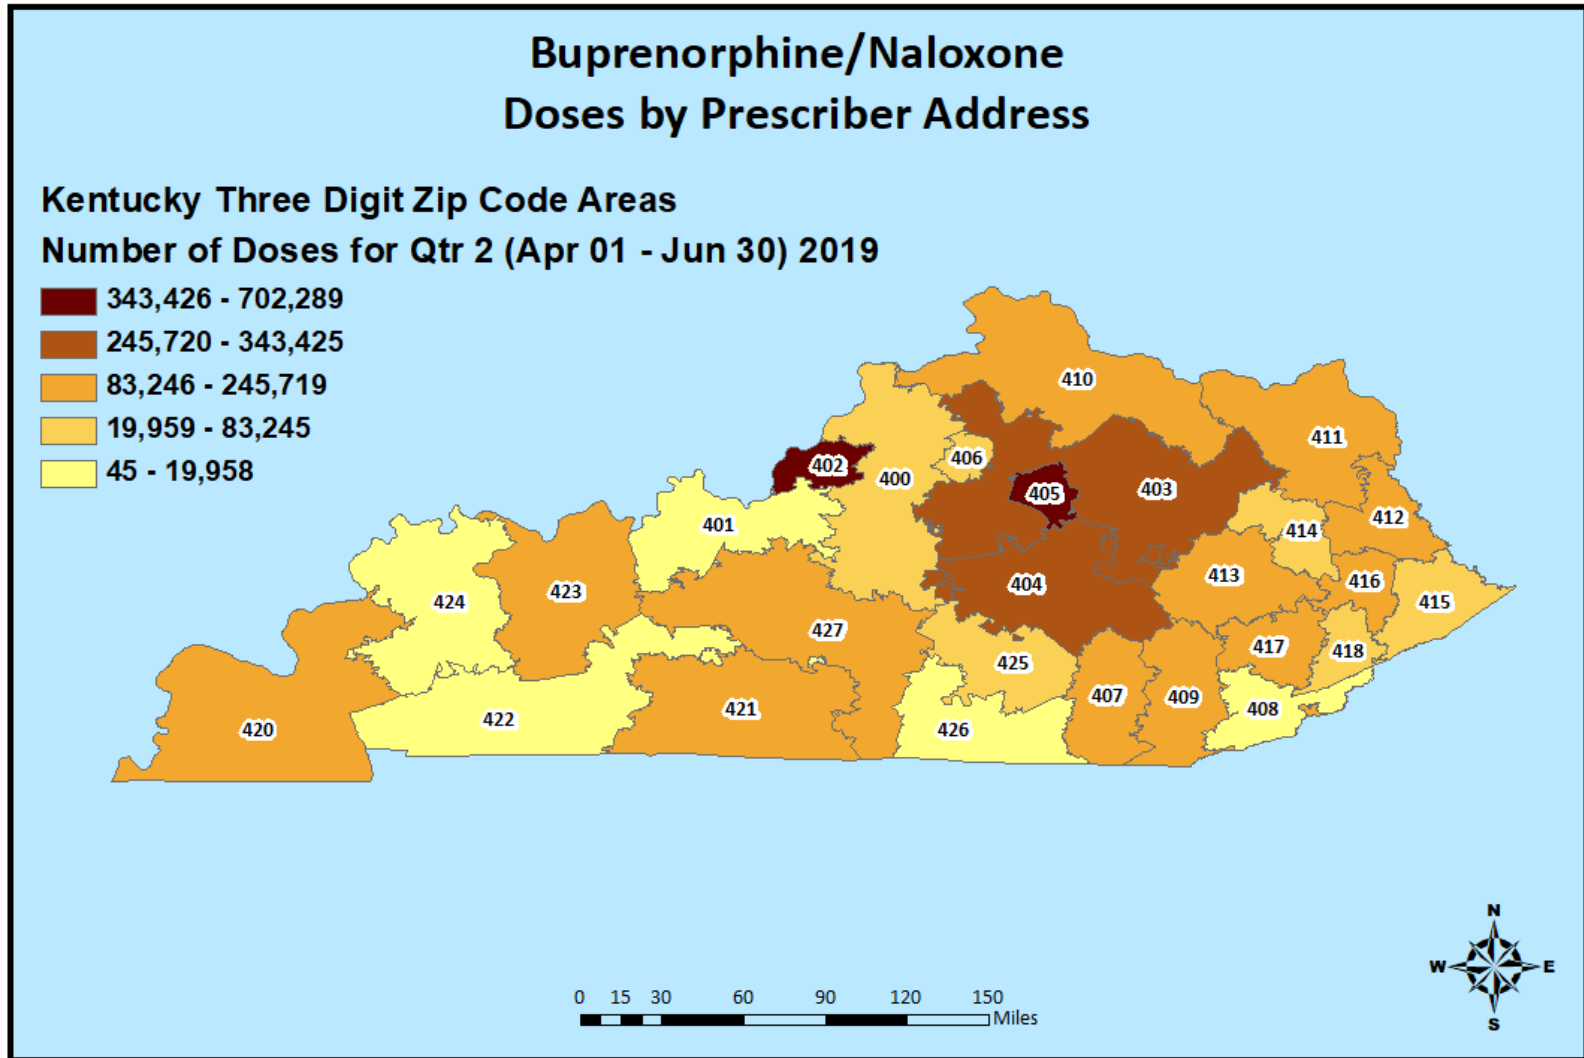 Buprenorphine/Naloxone
Doses by Prescriber Address
Kentucky Three Digit Zip Code Areas
Number of Doses for Qtr 2 (Apr 01 - Jun 30) 2019
343,426 - 702,289
245,720 - 343,425
83,246 - 245,719
19,959 - 83,245
45 - 19,958
410
411
402
406
400
405
403
401
412
414
404
413
416
423
424
415
427
417
418
425
407
409
408
421
422
426
420
N
W E
S
0 15 30 60 90 120 150
Miles